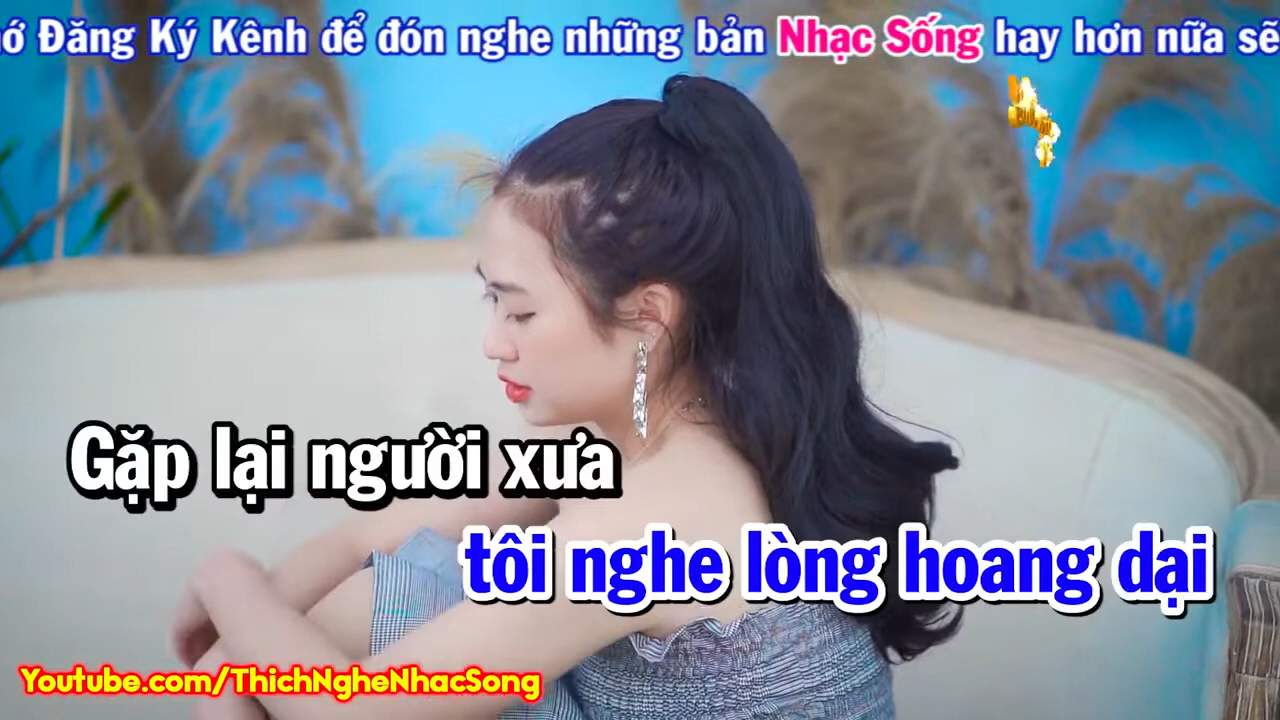 Đăng Ký Kênh để đón nghe những bản Nhạc Sống hay hơn nữa sẽ
Gặp lại người xưa
tôi nghe lòng hoang dại
Youtube.com/ThichNgheNhacSong